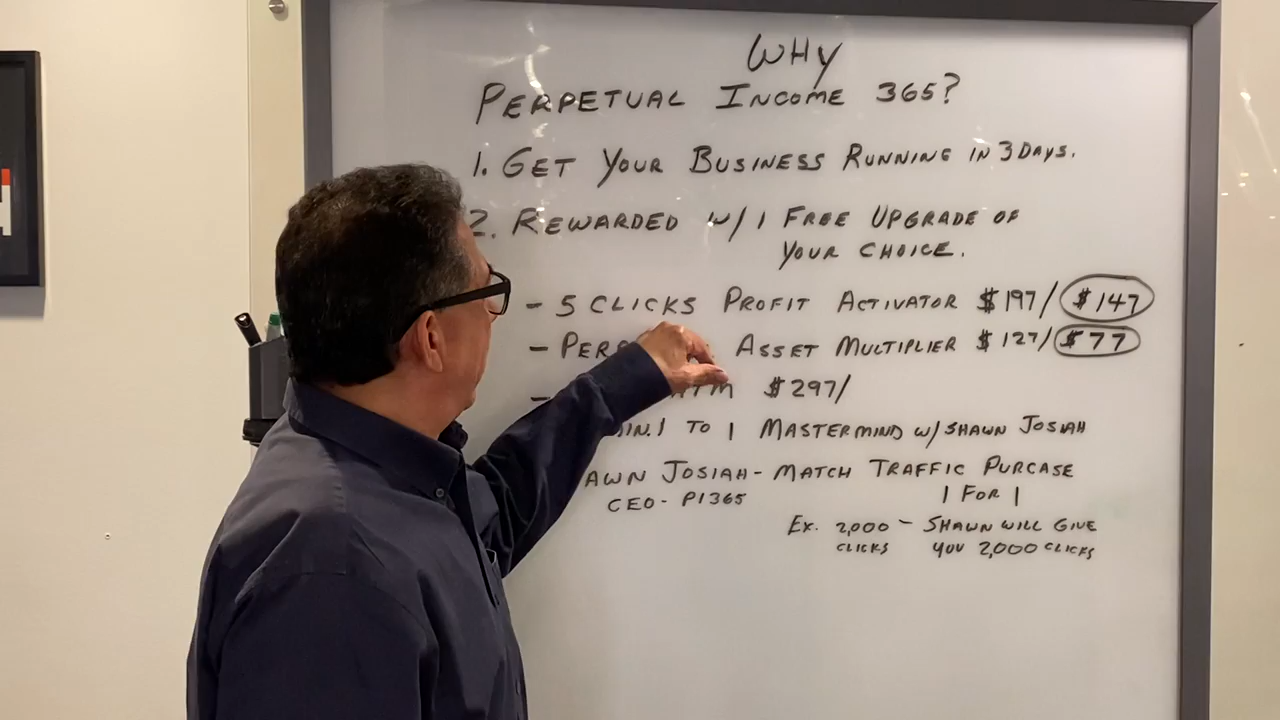 WHY
PERPETUAL INCOME 365?
1. GET YOUR BUSINESS RUNNING IN 3 DAYS.
2. REWARDED W/ 1 FREE UPGRADE OF
YOUR CHOICE.
- 5 CLICKS PROFIT ACTIVATOR $197/ $147
- ASSET MULTIPLIER $127/ $77
- ATM $297/
1 TO 1 MASTERMIND W/ SHAWN JOSIAH
JOSIAH - MATCH TRAFFIC PURCASE
CEO - PI365 1 FOR 1
EX. 2,000 - SHAWN WILL GIVE
CLICKS YOU 2,000 CLICKS